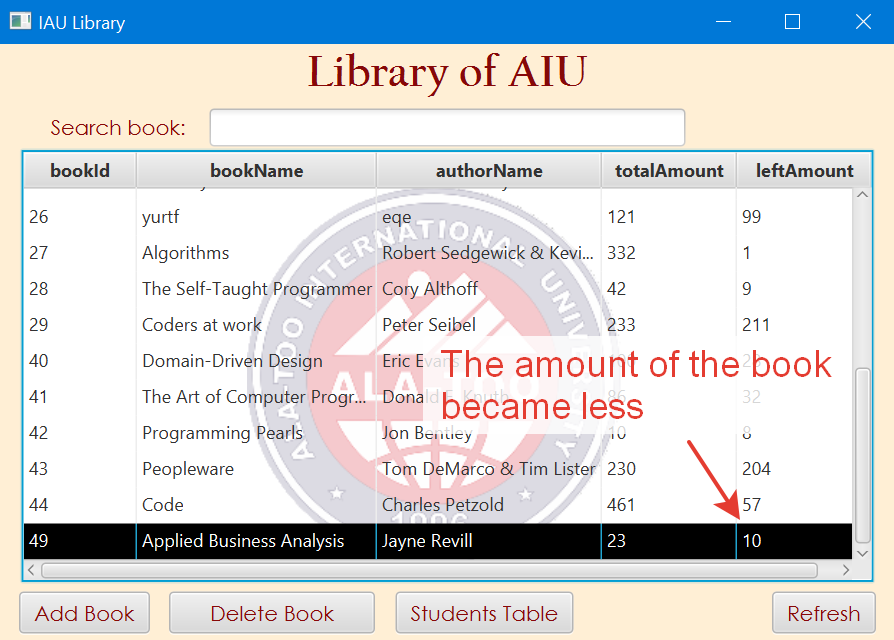 IAU Library
Library of AIU
Search book:
bookId bookName authorName totalAmount leftAmount
26 yurtf eqe 121 99
27 Algorithms Robert Sedgewick & Kevi... 332 1
28 The Self-Taught Programmer Cory Althoff 42 9
29 Coders at work Peter Seibel 233 211
40 Domain-Driven Design Eric Evans
41 The Art of Computer Progr... Donald E. Knuth 86 32
42 Programming Pearls Jon Bentley 10 8
43 Peopleware Tom DeMarco & Tim Lister 230 204
44 Code Charles Petzold 461 57
49 Applied Business Analysis Jayne Revill 23 10
The amount of the book
became less
ALA-TOO INTERNATIONAL UNIVERSITY
1996
Add Book Delete Book Students Table Refresh